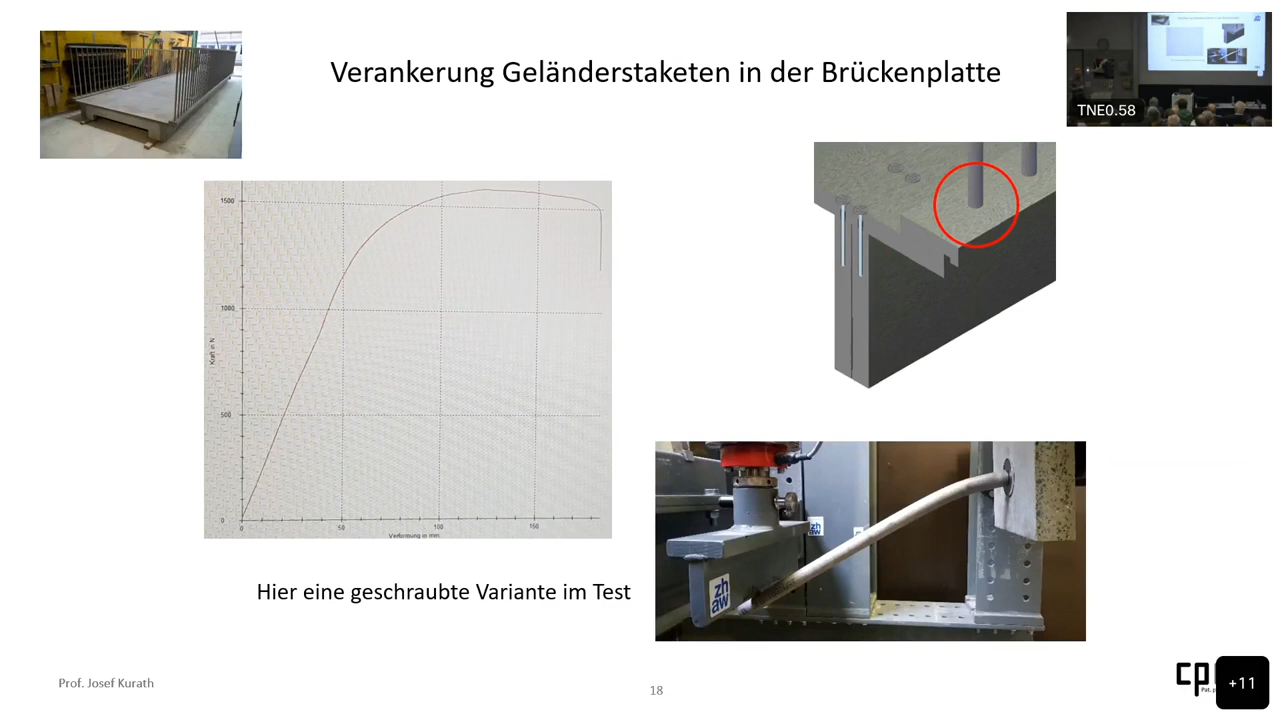 Verankerung Geländerstaketen in der Brückenplatte
TNE0.58
1500
1000
500
0
Kraft in N
0
50
100
150
Verformung in mm
zh
aw
zh
aw
Hier eine geschraubte Variante im Test
Prof. Josef Kurath
18
cp
Pat. p
+11